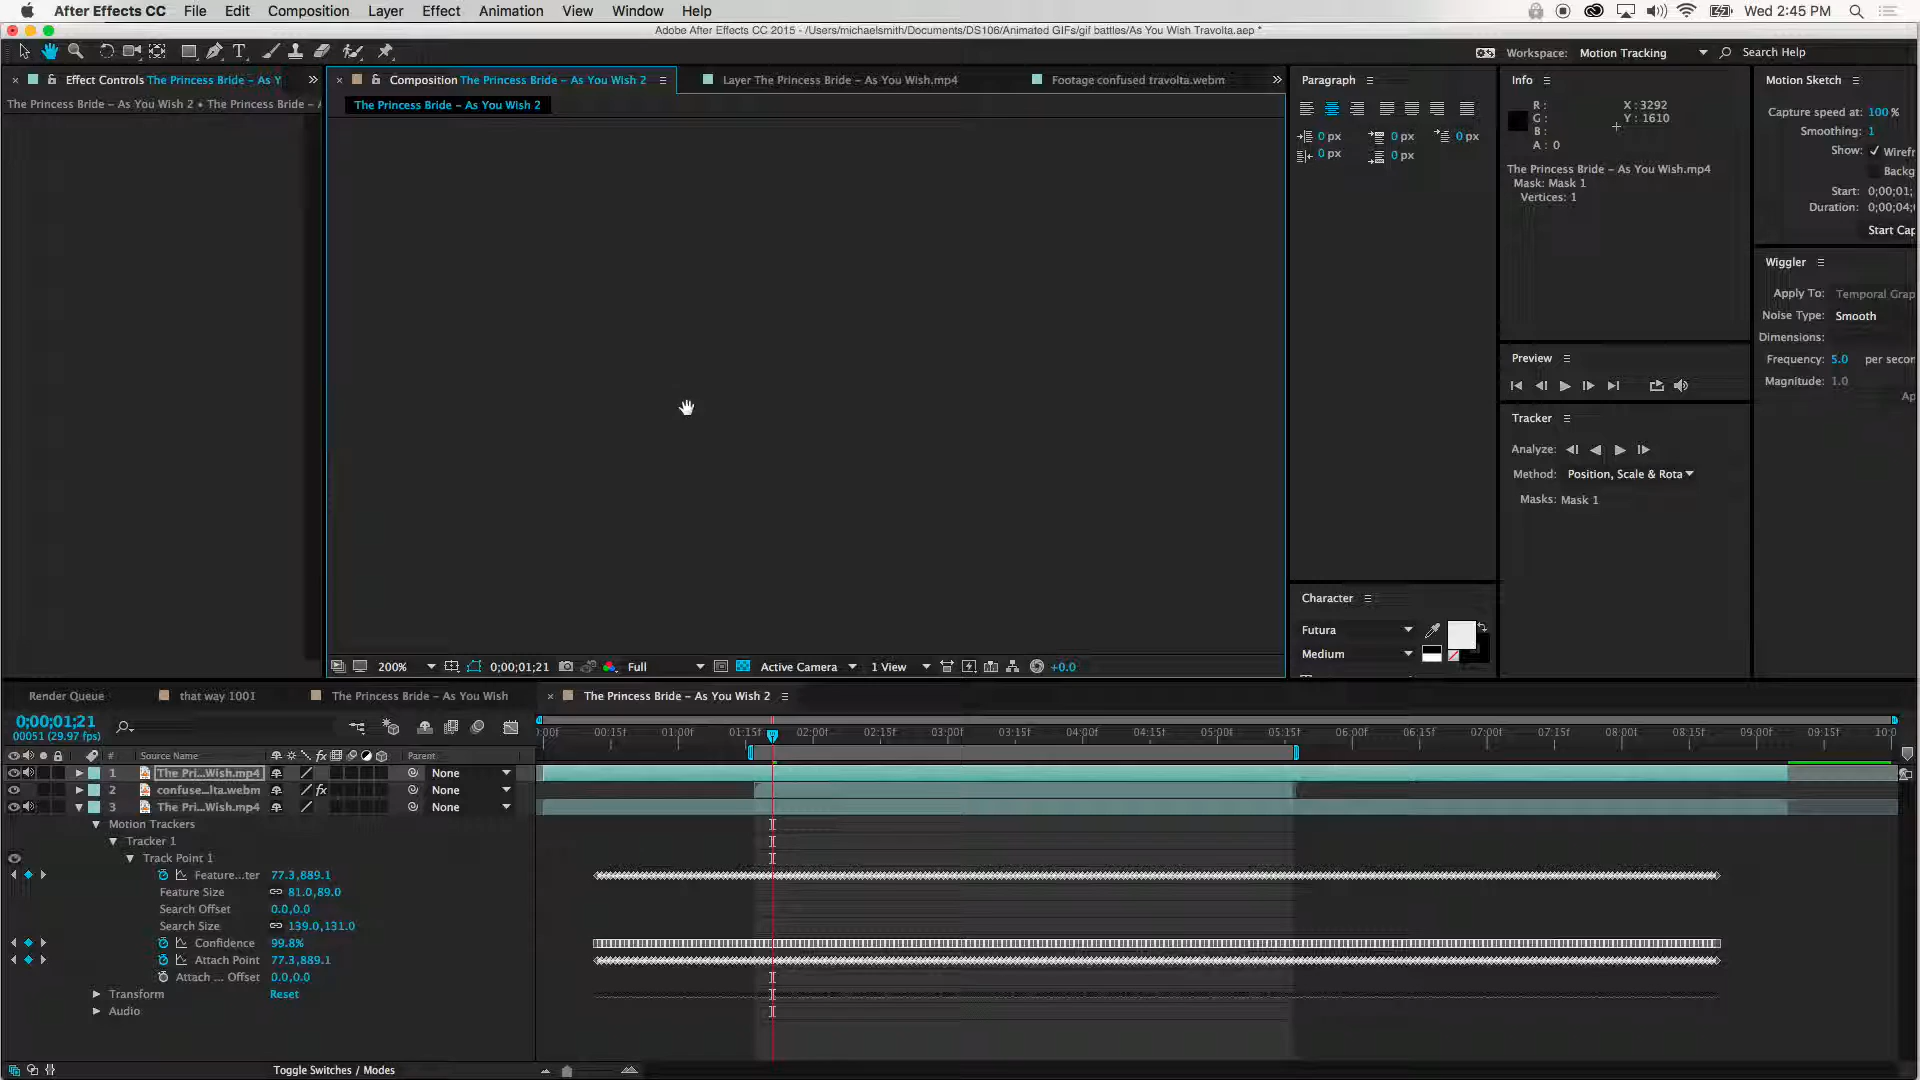 After Effects CC File Edit Composition Layer Effect Animation View Window Help Wed 2:45 PM
Adobe After Effects CC 2015 - /Users/michaelsmith/Documents/DS106/Animated GIFs/gif battles/As You Wish Travolta.aep *
Workspace: Motion Tracking Search Help
Effect Controls The Princess Bride – As Y
Composition The Princess Bride – As You Wish 2
Layer The Princess Bride – As You Wish.mp4
Footage confused travolta.webm
Paragraph
Info
Motion Sketch
The Princess Bride – As You Wish 2 • The Princess Bride –
The Princess Bride – As You Wish 2
0 px 0 px 0 px
0 px 0 px
R :
G :
B :
A : 0
X : 3292
Y : 1610
The Princess Bride – As You Wish.mp4
Mask: Mask 1
Vertices: 1
Capture speed at: 100 %
Smoothing: 1
Show: Wirefr
Backg
Start: 0;00;01;
Duration: 0;00;04;
Start Cap
Wiggler
Apply To: Temporal Grap
Noise Type: Smooth
Dimensions:
Frequency: 5.0 per secon
Magnitude: 1.0
Ap
Preview
Tracker
Analyze:
Method: Position, Scale & Rota
Masks: Mask 1
Character
Futura
Medium
200% 0;00;01;21 Full Active Camera 1 View +0.0
Render Queue that way 1001 The Princess Bride – As You Wish The Princess Bride – As You Wish 2
0;00;01;21
00051 (29.97 fps)
0:00f 00:15f 01:00f 01:15f 02:00f 02:15f 03:00f 03:15f 04:00f 04:15f 05:00f 05:15f 06:00f 06:15f 07:00f 07:15f 08:00f 08:15f 09:00f 09:15f 10:0
# Source Name fx Parent
1 The Pri...Wish.mp4 None
2 confuse...lta.webm fx None
3 The Pri...Wish.mp4 None
Motion Trackers
Tracker 1
Track Point 1
Feature...ter 77.3,889.1
Feature Size 81.0,89.0
Search Offset 0.0,0.0
Search Size 139.0,131.0
Confidence 99.8%
Attach Point 77.3,889.1
Attach ... Offset 0.0,0.0
Transform Reset
Audio
Toggle Switches / Modes